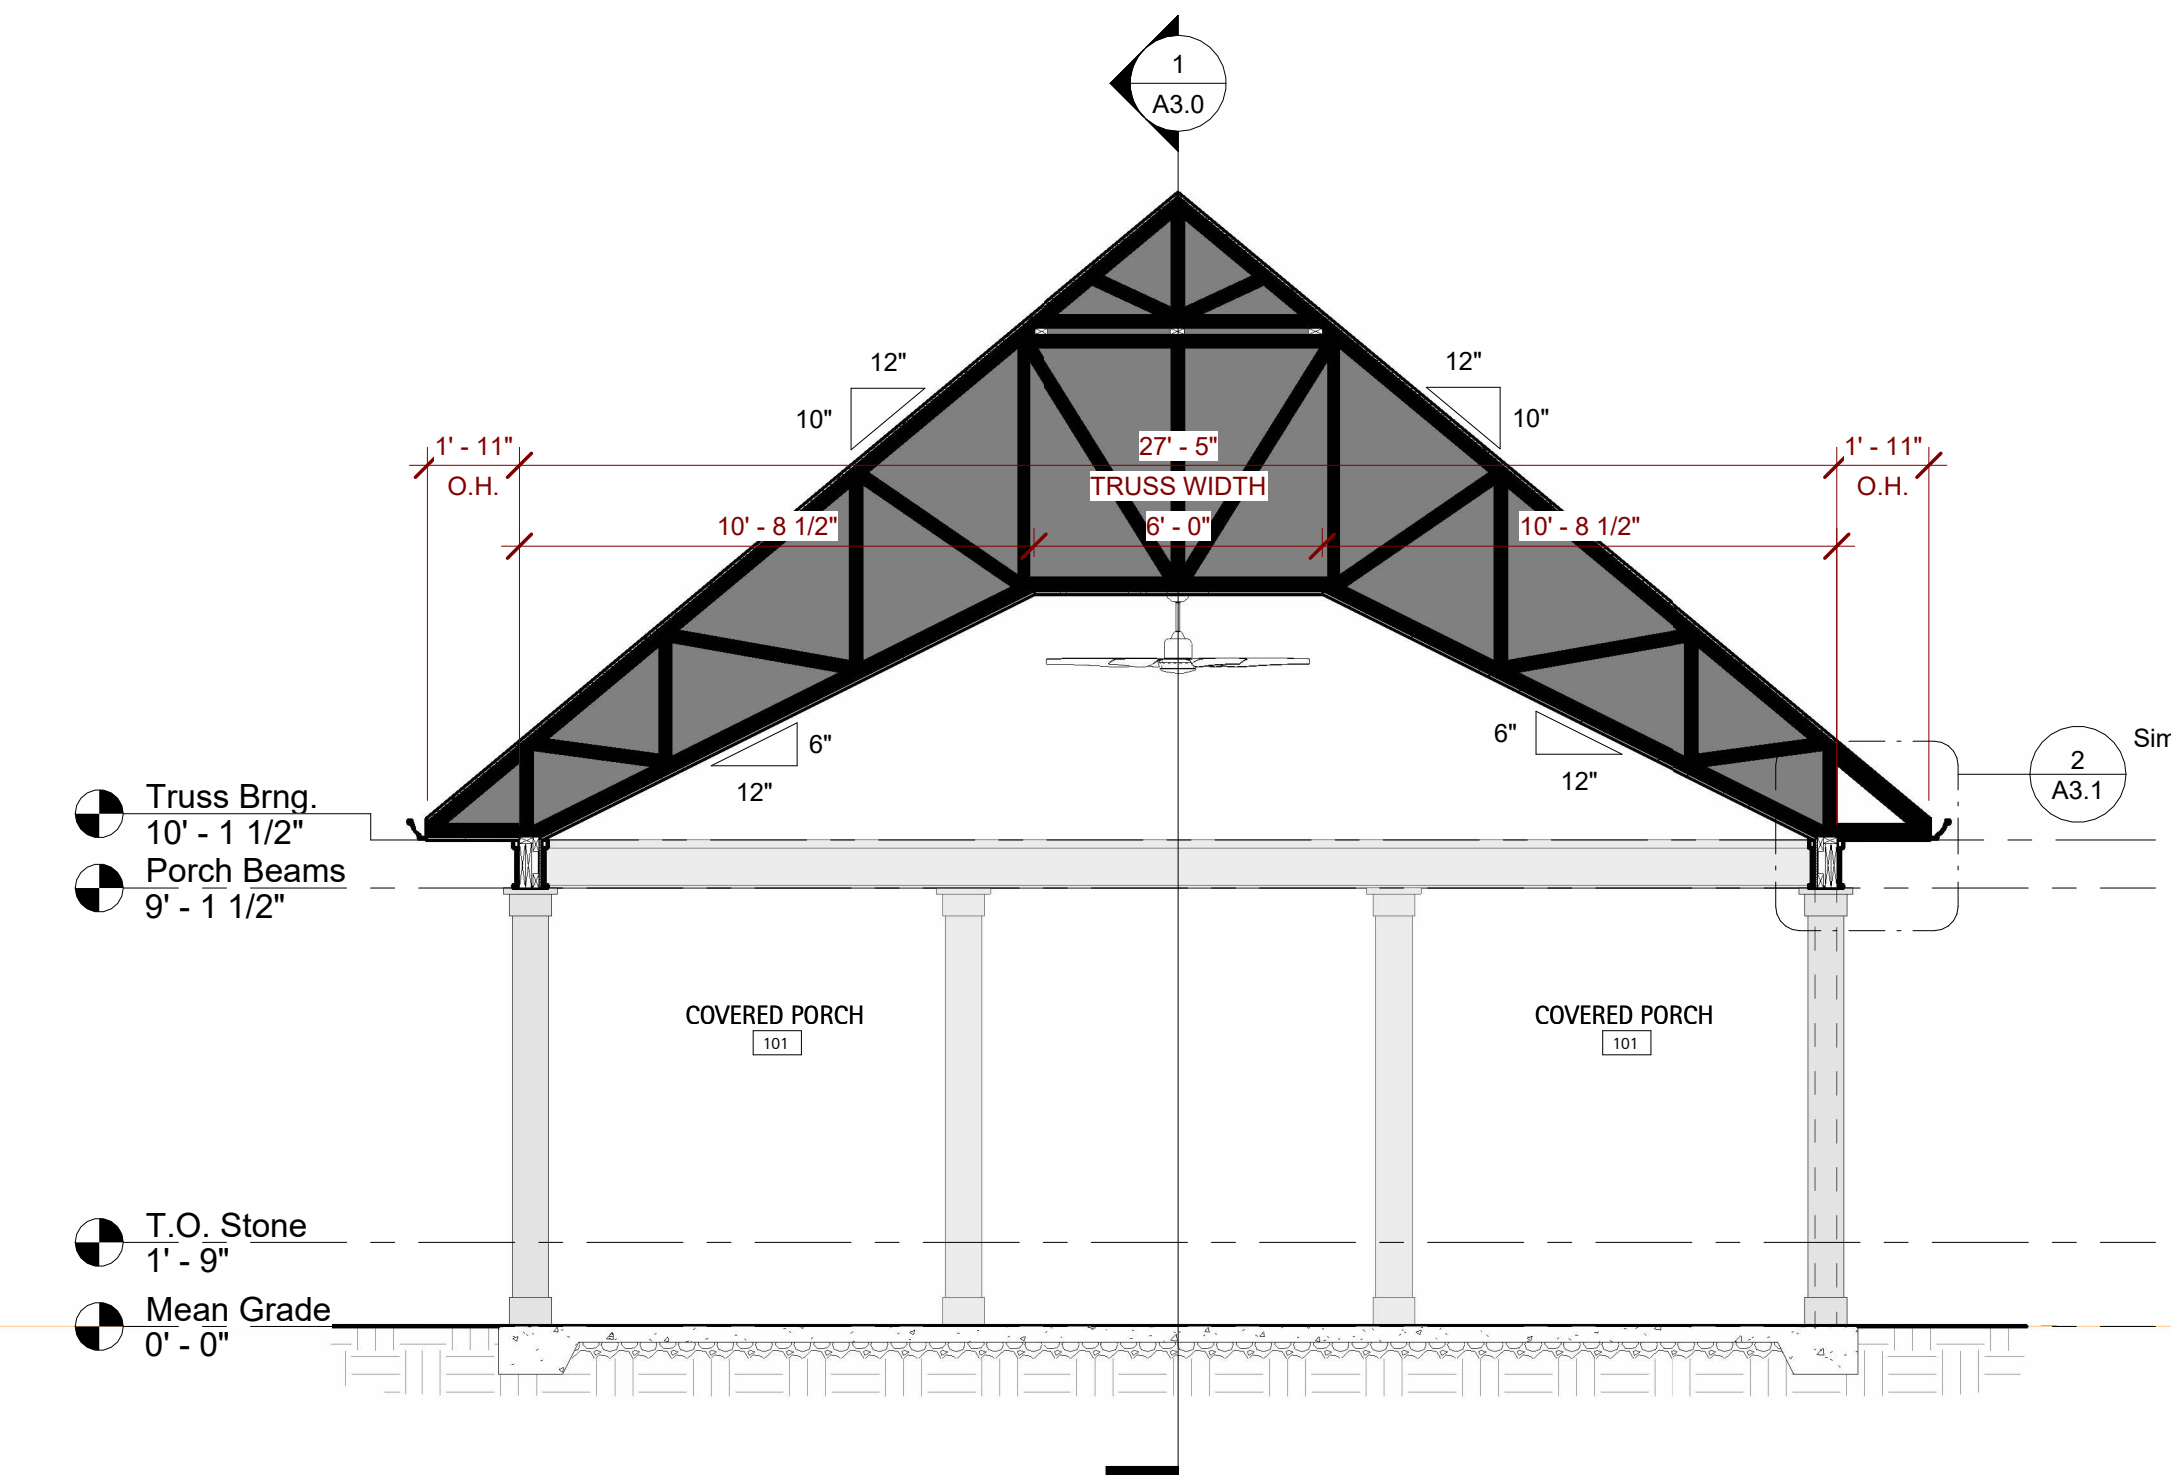 1
A3.0
12"
10"
12"
10"
1' - 11"
O.H.
27' - 5"
TRUSS WIDTH
1' - 11"
O.H.
10' - 8 1/2"
6' - 0"
10' - 8 1/2"
6"
12"
6"
12"
2
A3.1
Sim
Truss Brng.
10' - 1 1/2"
Porch Beams
9' - 1 1/2"
COVERED PORCH
101
COVERED PORCH
101
T.O. Stone
1' - 9"
Mean Grade
0' - 0"